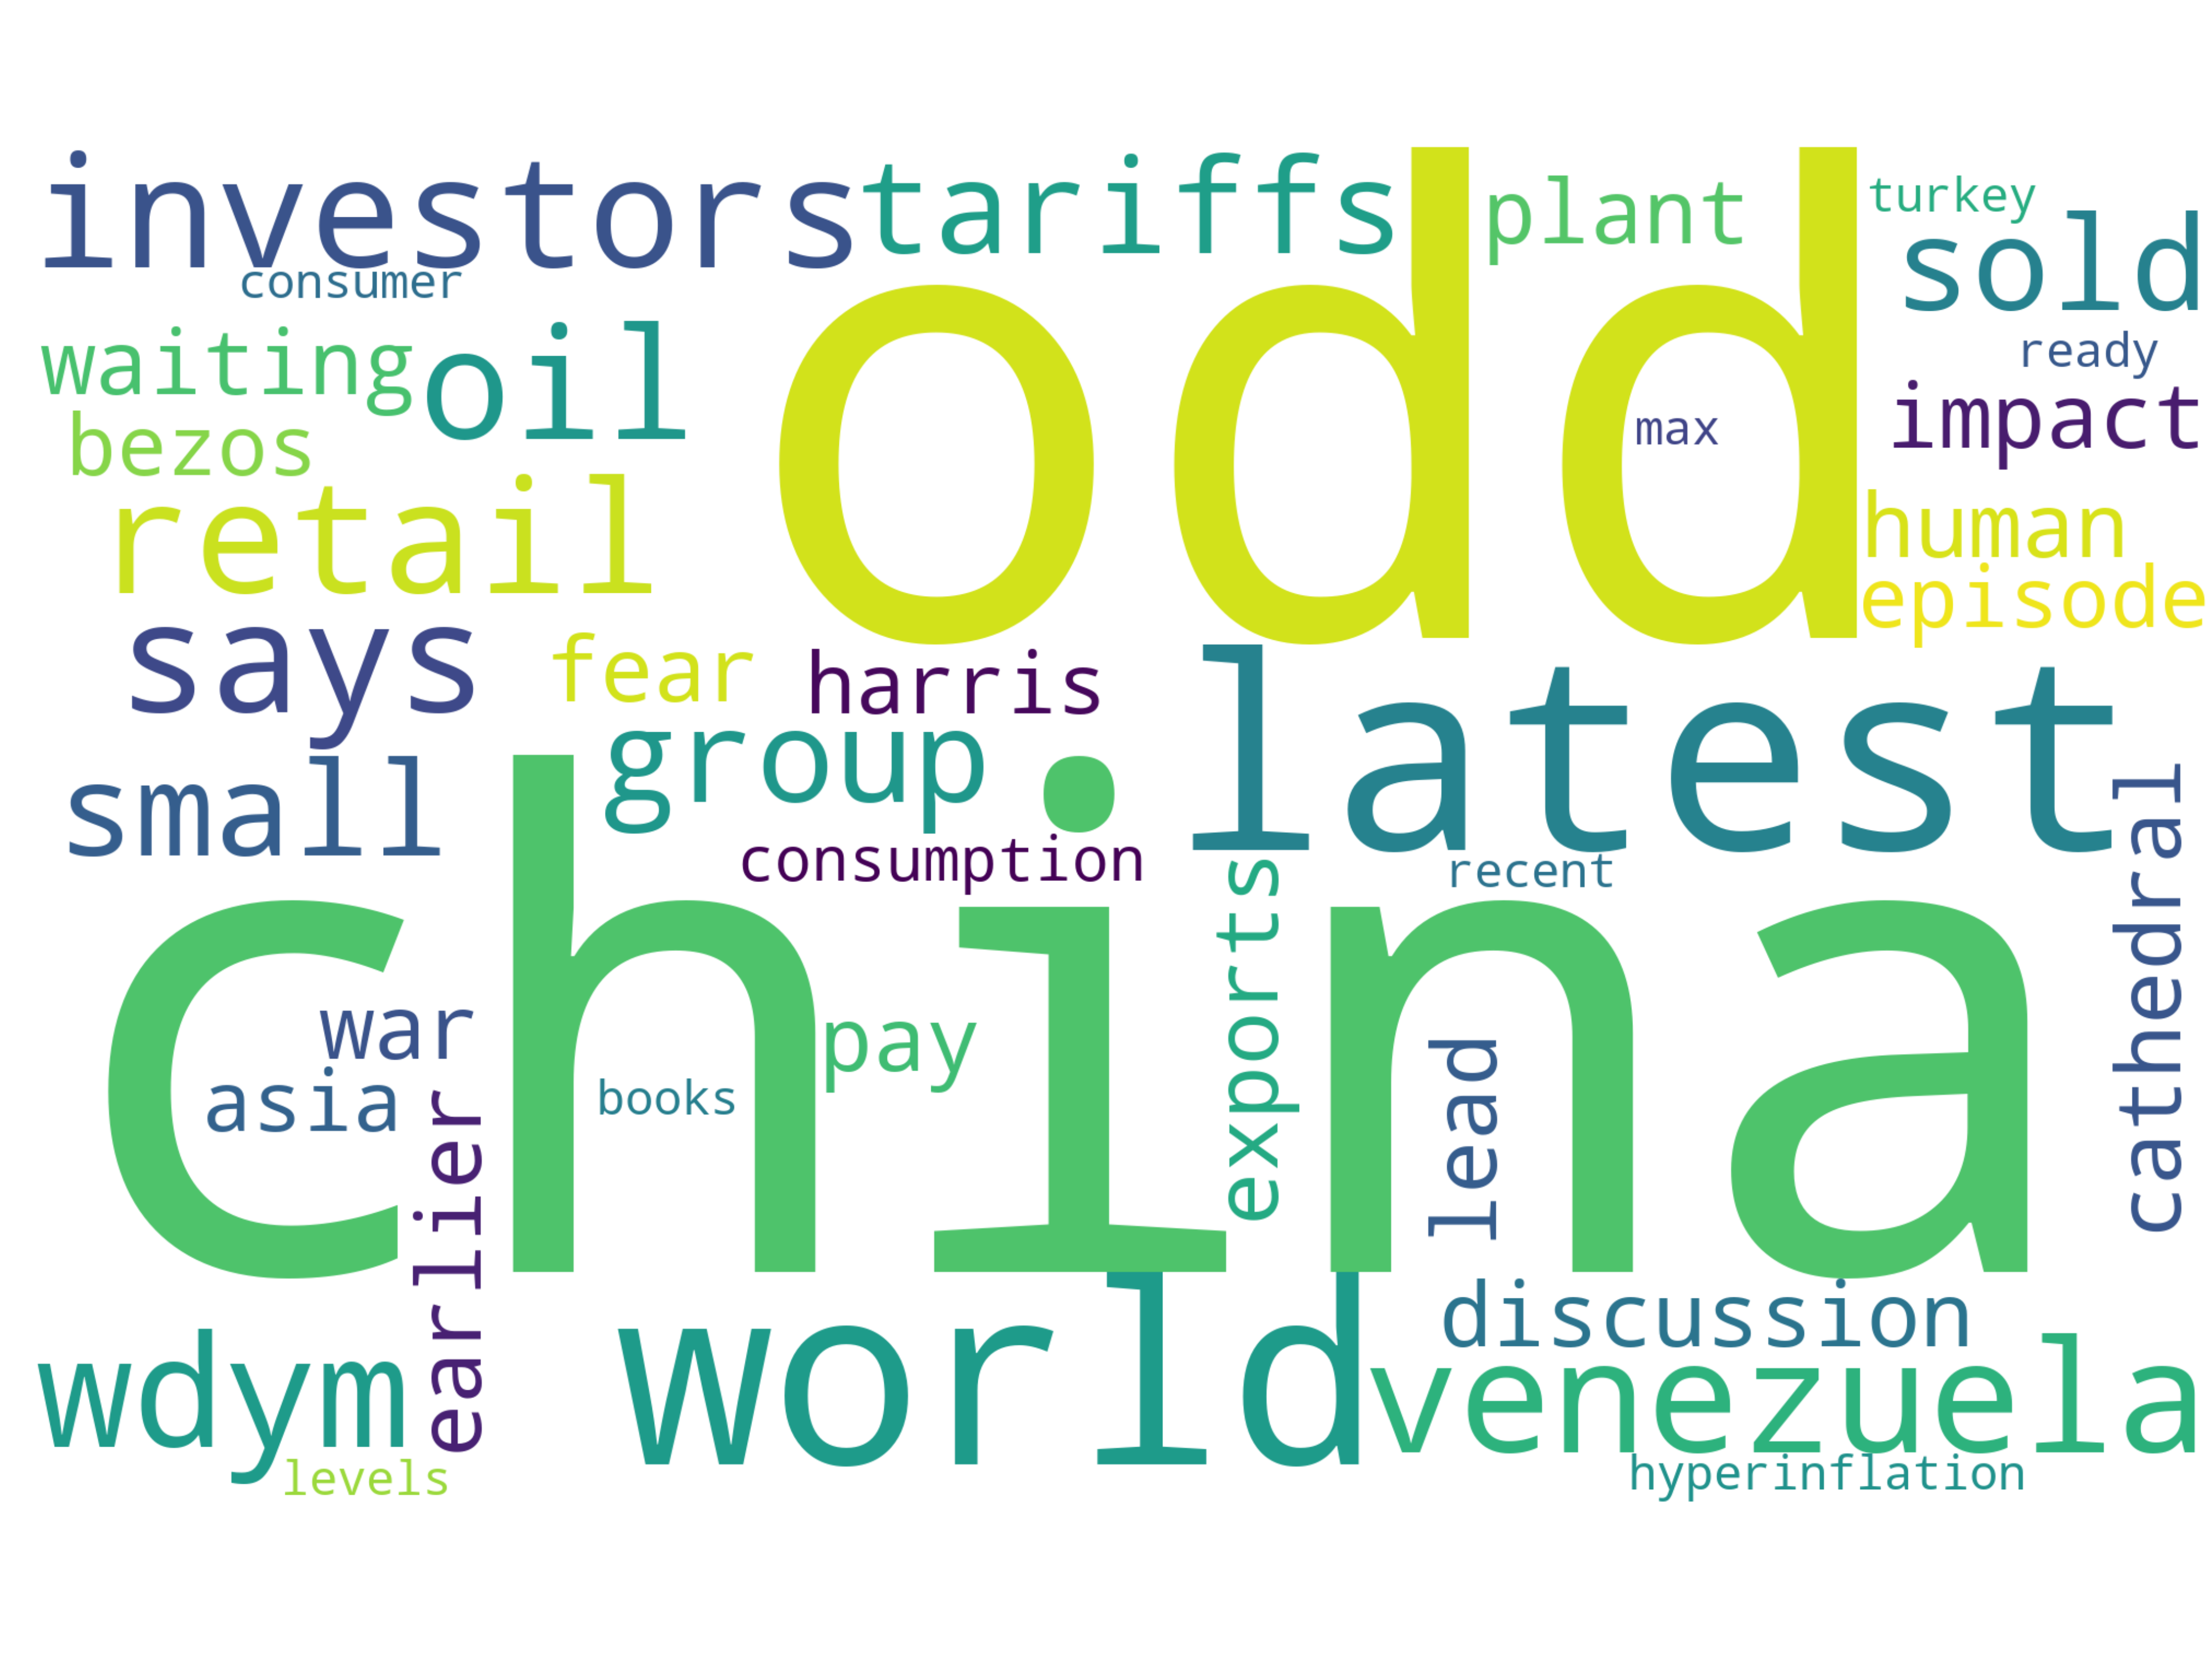 investors tariffs plant turkey
consumer sold
waiting oil odd ready
bezos max impact
retail human
episode
says fear harris
group latest
small consumption recent
china
cathedral
exports
war pay lead
asia books
earlier
world discussion
wdym venezuela
levels hyperinflation